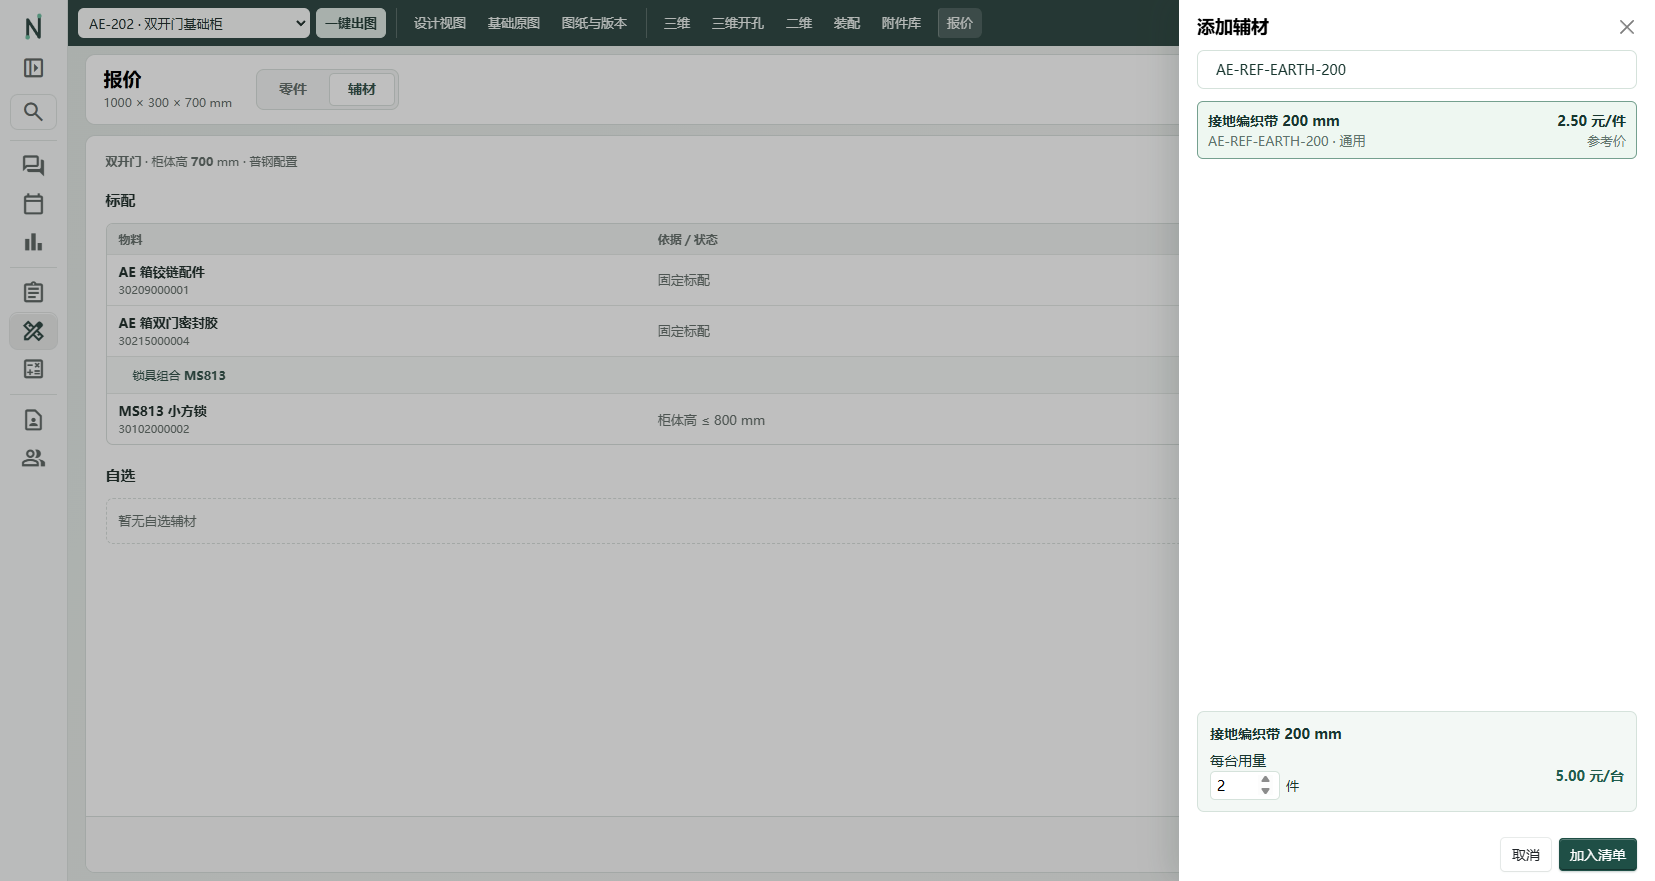 AE-202 · 双开门基础柜
一键出图
设计视图
基础原图
图纸与版本
三维
三维开孔
二维
装配
附件库
报价
报价
1000 × 300 × 700 mm
零件
辅材
双开门 · 柜体高 700 mm · 普钢配置
标配
物料
依据 / 状态
AE 箱铰链配件
30209000001
固定标配
AE 箱双门密封胶
30215000004
固定标配
锁具组合 MS813
MS813 小方锁
30102000002
柜体高 ≤ 800 mm
自选
暂无自选辅材
添加辅材
AE-REF-EARTH-200
接地编织带 200 mm
2.50 元/件
AE-REF-EARTH-200 · 通用
参考价
接地编织带 200 mm
每台用量
2
件
5.00 元/台
取消
加入清单